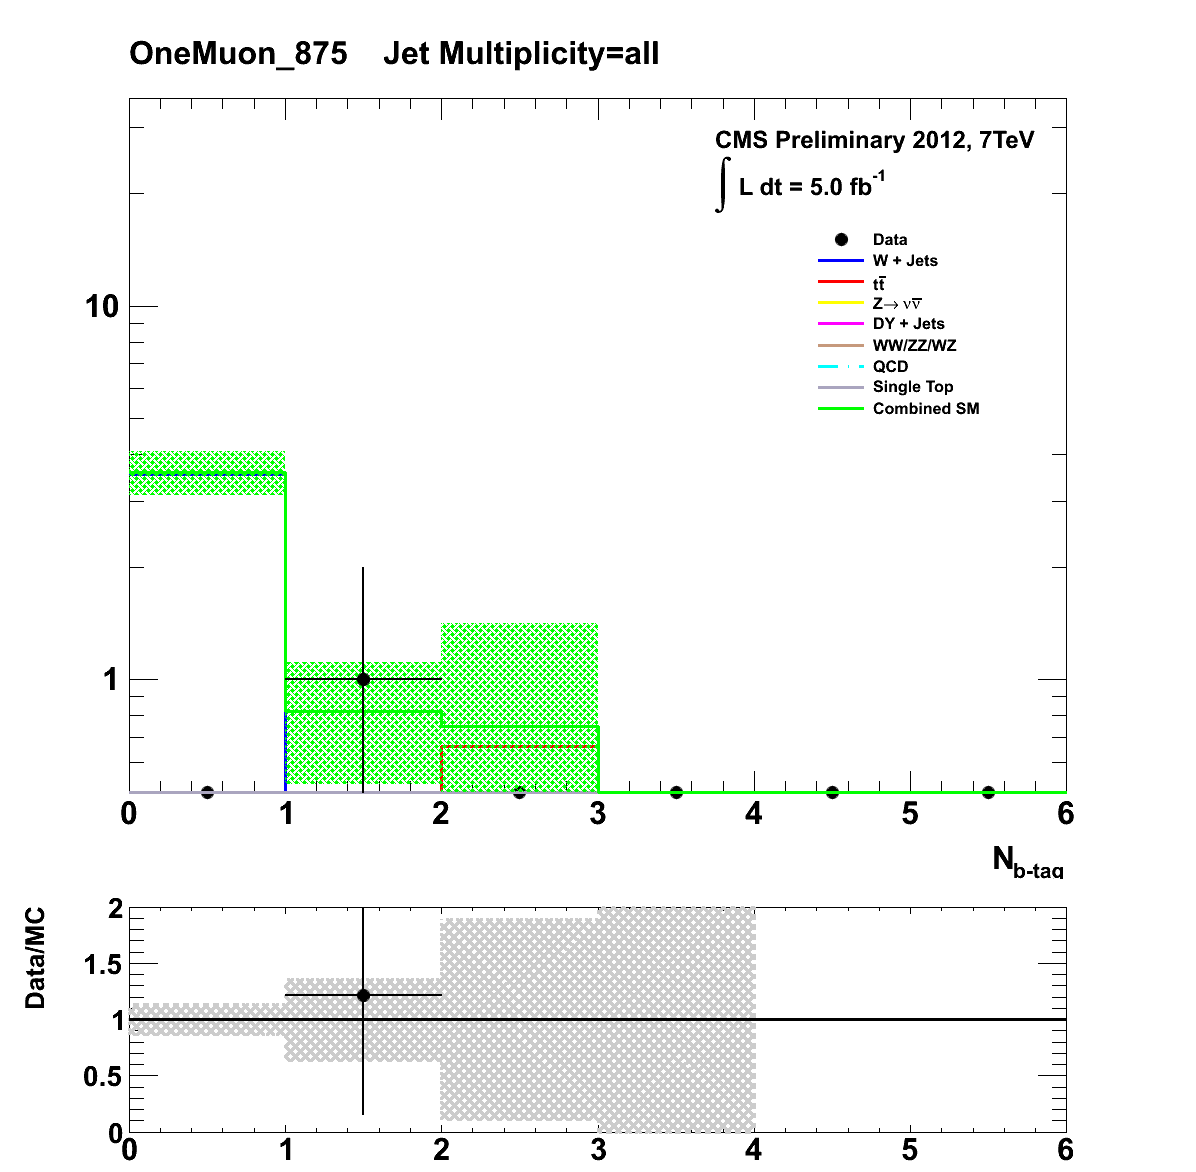 OneMuon_875 Jet Multiplicity=all
CMS Preliminary 2012, 7TeV
∫ L dt = 5.0 fb⁻¹
Data
W + Jets
tt̅
Z→ νν̅
DY + Jets
WW/ZZ/WZ
QCD
Single Top
Combined SM
10
1
0 1 2 3 4 5 6
N_b-tag
Data/MC
2
1.5
1
0.5
0
0 1 2 3 4 5 6